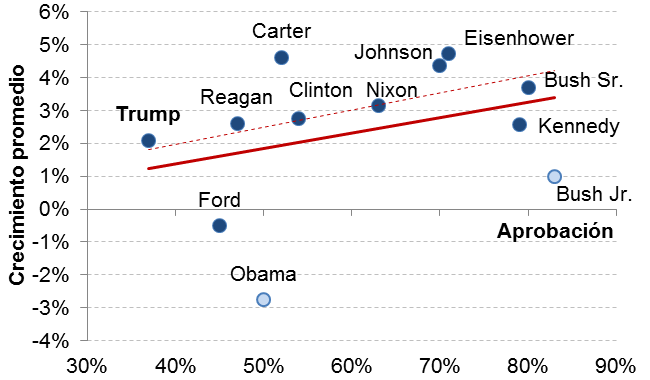 6%
5%
4%
3%
2%
1%
0%
-1%
-2%
-3%
-4%
Crecimiento promedio
Carter
Johnson
Eisenhower
Reagan
Clinton
Nixon
Bush Sr.
Trump
Kennedy
Ford
Bush Jr.
Aprobación
Obama
30%
40%
50%
60%
70%
80%
90%